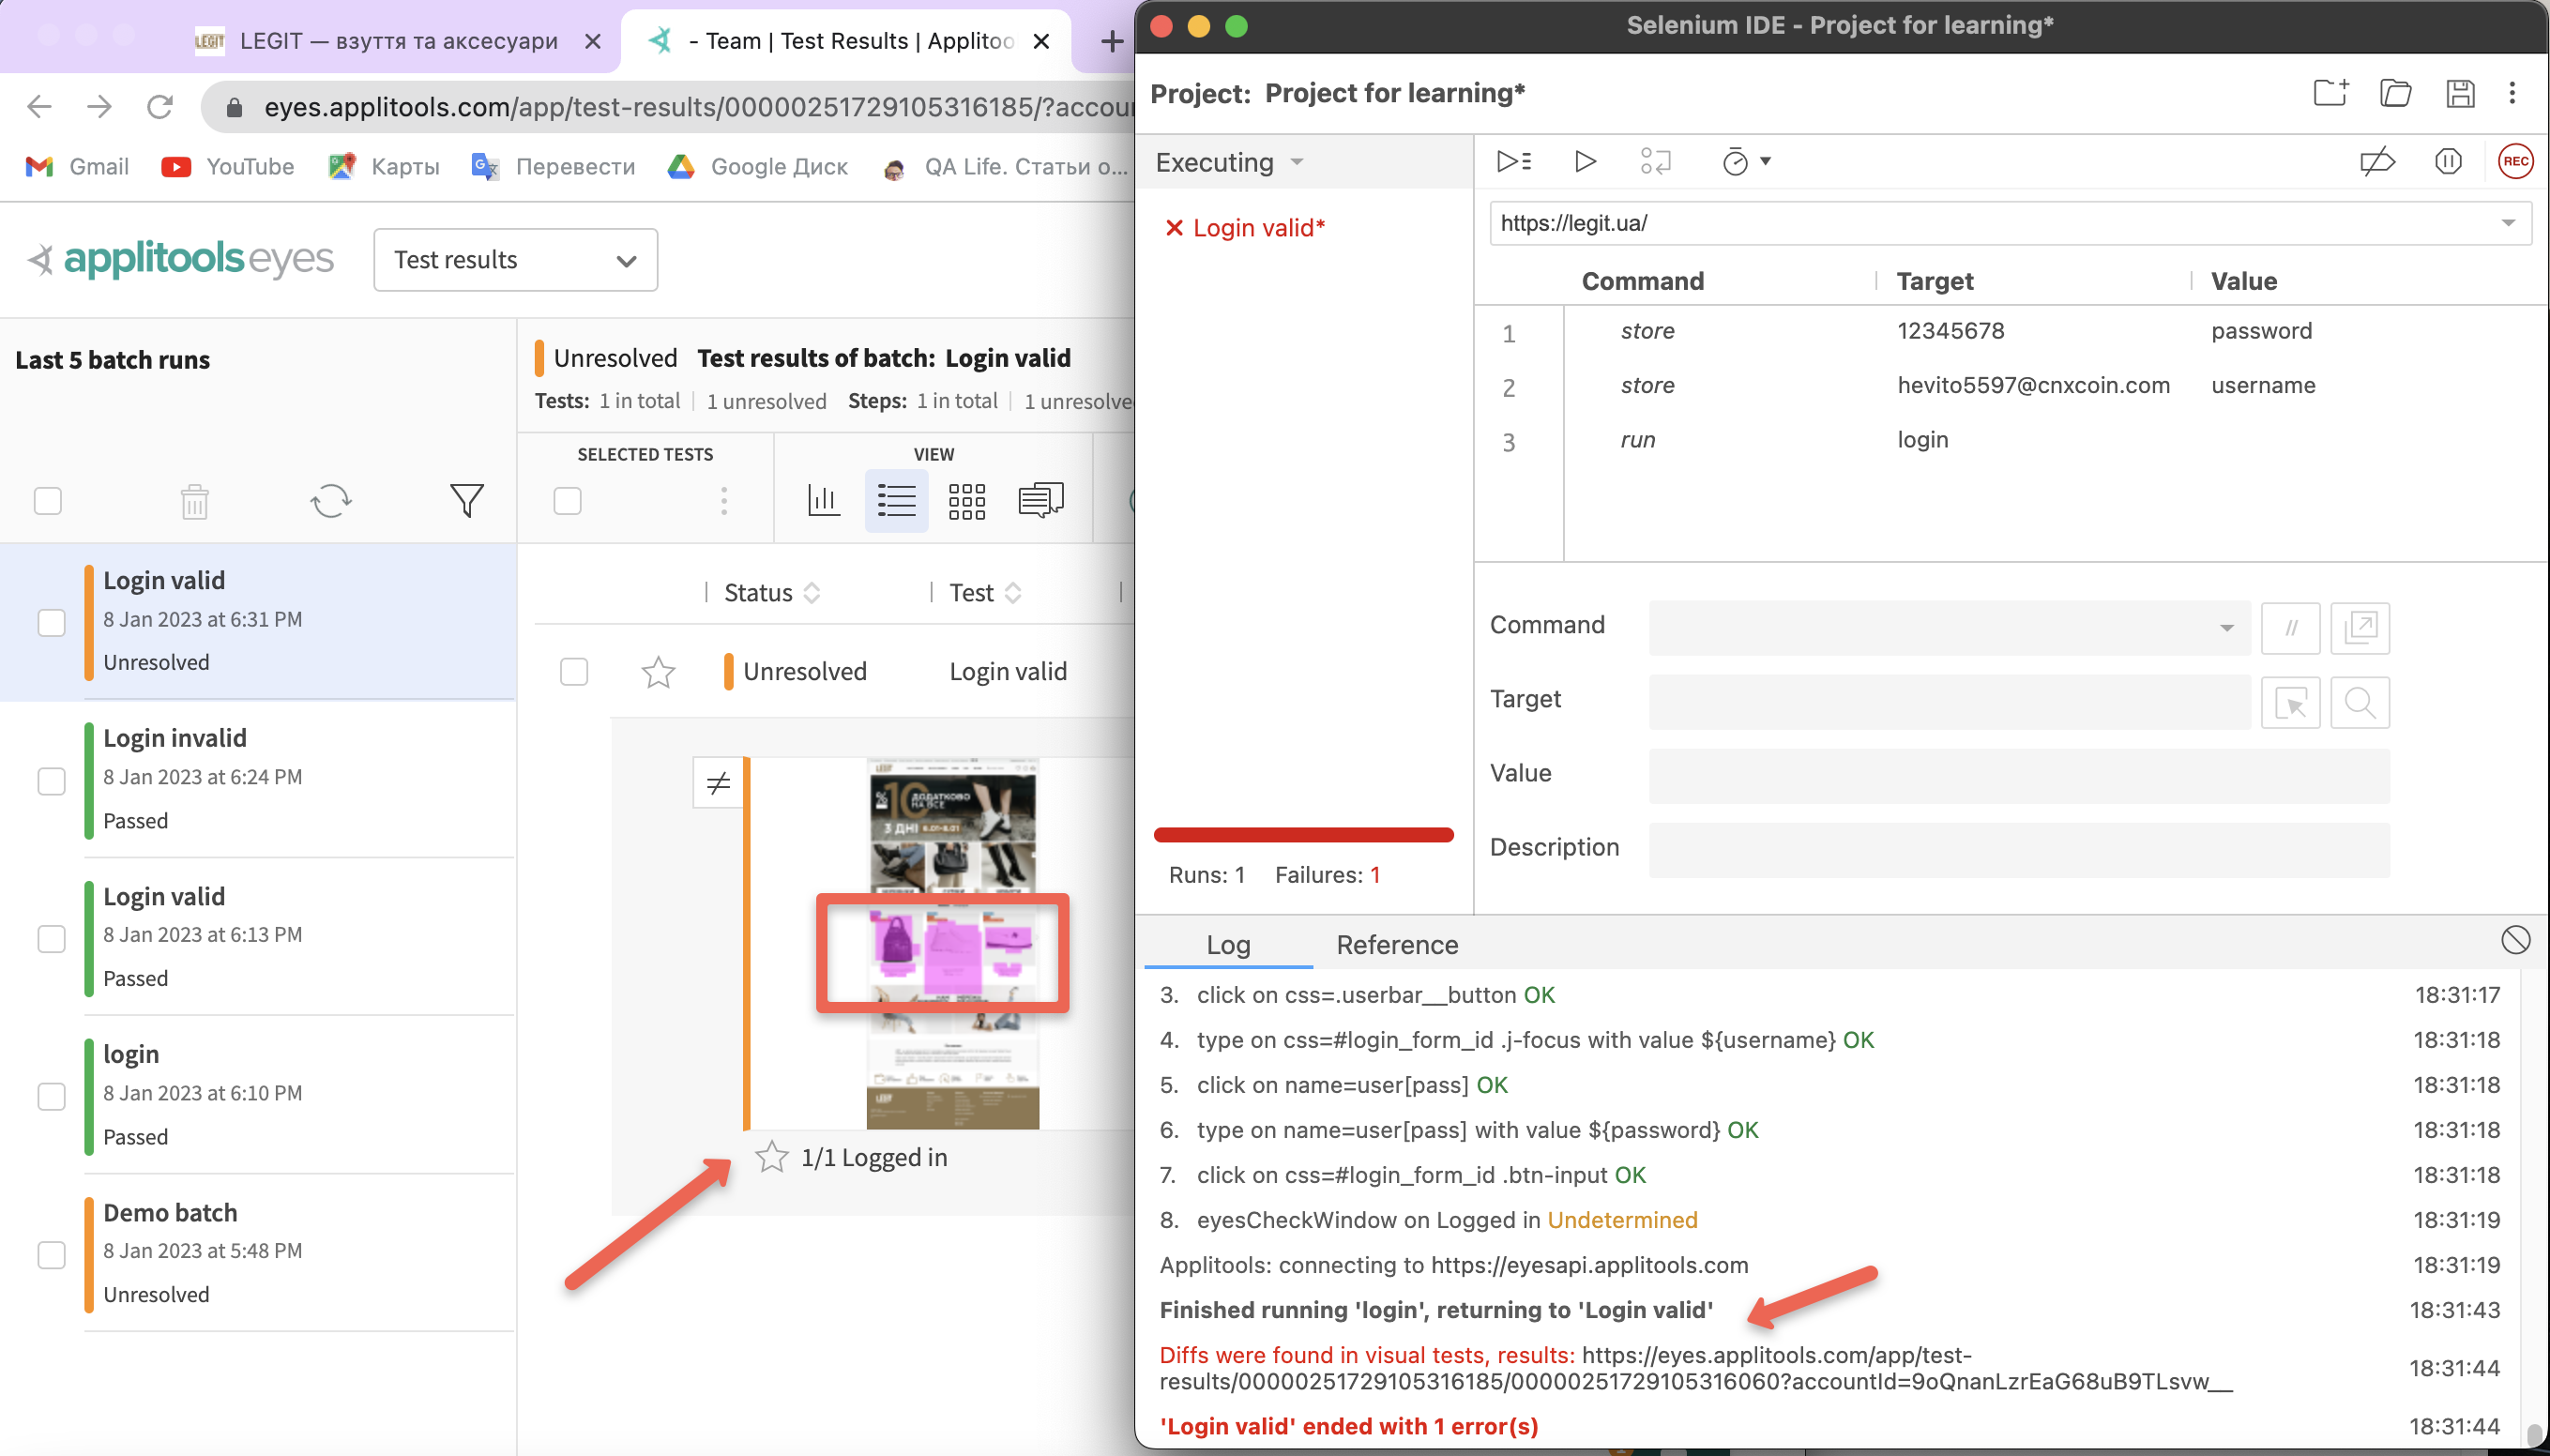 LEGIT — взуття та аксесуари
- Team | Test Results | Applitoo
eyes.applitools.com/app/test-results/00000251729105316185/?accou
Gmail
YouTube
Карты
Перевести
Google Диск
QA Life. Статьи о...
applitools eyes
Test results
Last 5 batch runs
Login valid
8 Jan 2023 at 6:31 PM
Unresolved
Login invalid
8 Jan 2023 at 6:24 PM
Passed
Login valid
8 Jan 2023 at 6:13 PM
Passed
login
8 Jan 2023 at 6:10 PM
Passed
Demo batch
8 Jan 2023 at 5:48 PM
Unresolved
Unresolved Test results of batch: Login valid
Tests: 1 in total 1 unresolved Steps: 1 in total 1 unresolve
SELECTED TESTS
VIEW
Status
Test
Unresolved
Login valid
10 ДОДАТКОВО
НА ВСЕ
3 ДНІ
1/1 Logged in
Selenium IDE - Project for learning*
Project: Project for learning*
Executing
REC
Login valid*
https://legit.ua/
Command Target Value
1 store 12345678 password
2 store hevito5597@cnxcoin.com username
3 run login
Command
//
Target
Value
Description
Runs: 1 Failures: 1
Log
Reference
3. click on css=.userbar__button OK 18:31:17
4. type on css=#login_form_id .j-focus with value ${username} OK 18:31:18
5. click on name=user[pass] OK 18:31:18
6. type on name=user[pass] with value ${password} OK 18:31:18
7. click on css=#login_form_id .btn-input OK 18:31:18
8. eyesCheckWindow on Logged in Undetermined 18:31:19
Applitools: connecting to https://eyesapi.applitools.com 18:31:19
Finished running 'login', returning to 'Login valid' 18:31:43
Diffs were found in visual tests, results: https://eyes.applitools.com/app/test-
results/00000251729105316185/00000251729105316060?accountId=9oQnanLzrEaG68uB9TLsvw__ 18:31:44
'Login valid' ended with 1 error(s) 18:31:44